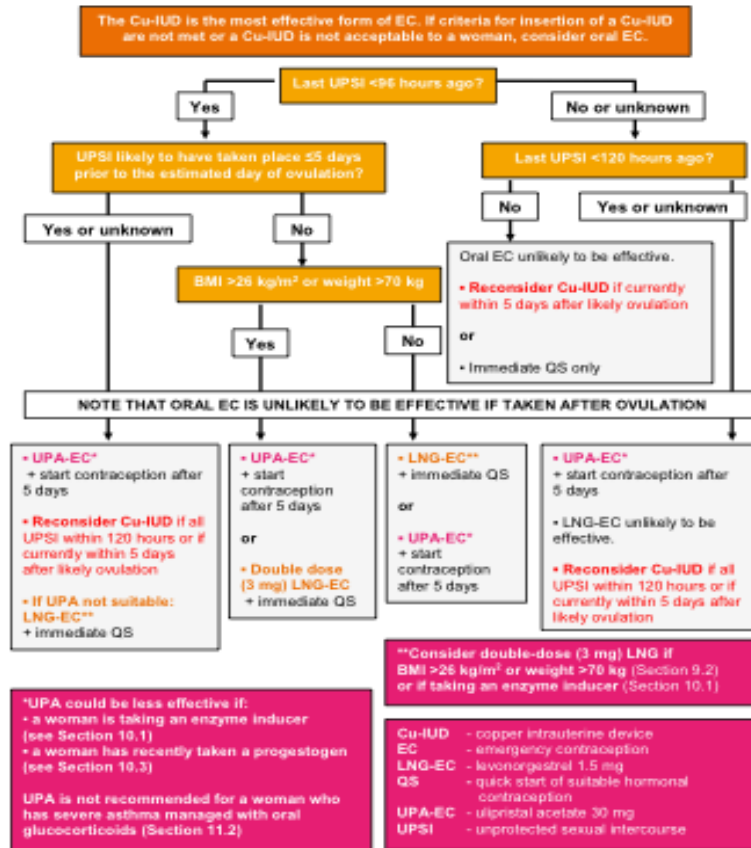 The Cu-IUD is the most effective form of EC. If criteria for insertion of a Cu-IUD
are not met or a Cu-IUD is not acceptable to a woman, consider oral EC.
Last UPSI <96 hours ago?
Yes
No or unknown
UPSI likely to have taken place ≤5 days
prior to the estimated day of ovulation?
Last UPSI <120 hours ago?
Yes or unknown
No
No
Yes or unknown
BMI >26 kg/m² or weight >70 kg
Yes
No
Oral EC unlikely to be effective.
▪ Reconsider Cu-IUD if currently
within 5 days after likely ovulation
or
▪ Immediate QS only
NOTE THAT ORAL EC IS UNLIKELY TO BE EFFECTIVE IF TAKEN AFTER OVULATION
▪ UPA-EC*
+ start contraception after
5 days
▪ Reconsider Cu-IUD if all
UPSI within 120 hours or if
currently within 5 days
after likely ovulation
▪ If UPA not suitable:
LNG-EC**
+ immediate QS
▪ UPA-EC*
+ start
contraception
after 5 days
or
▪ Double dose
(3 mg) LNG-EC
+ immediate QS
▪ LNG-EC**
+ immediate QS
or
▪ UPA-EC*
+ start
contraception
after 5 days
▪ UPA-EC*
+ start contraception after
5 days
▪ LNG-EC unlikely to be
effective.
▪ Reconsider Cu-IUD if all
UPSI within 120 hours or if
currently within 5 days after
likely ovulation
**Consider double-dose (3 mg) LNG if
BMI >26 kg/m² or weight >70 kg (Section 9.2)
or if taking an enzyme inducer (Section 10.1)
*UPA could be less effective if:
• a woman is taking an enzyme inducer
(see Section 10.1)
• a woman has recently taken a progestogen
(see Section 10.3)
UPA is not recommended for a woman who
has severe asthma managed with oral
glucocorticoids (Section 11.2)
Cu-IUD - copper intrauterine device
EC - emergency contraception
LNG-EC - levonorgestrel 1.5 mg
QS - quick start of suitable hormonal
contraception
UPA-EC - ulipristal acetate 30 mg
UPSI - unprotected sexual intercourse